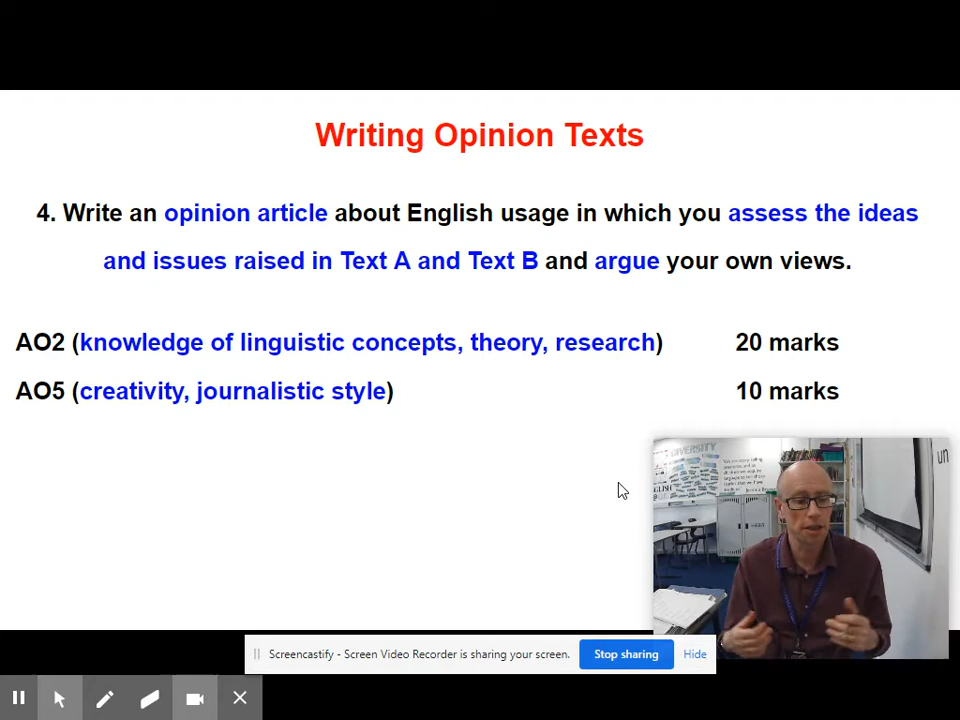 Writing Opinion Texts
4. Write an opinion article about English usage in which you assess the ideas
and issues raised in Text A and Text B and argue your own views.
AO2 (knowledge of linguistic concepts, theory, research) 20 marks
AO5 (creativity, journalistic style) 10 marks
DIVERSITY
un
Screencastify - Screen Video Recorder is sharing your screen.
Stop sharing
Hide